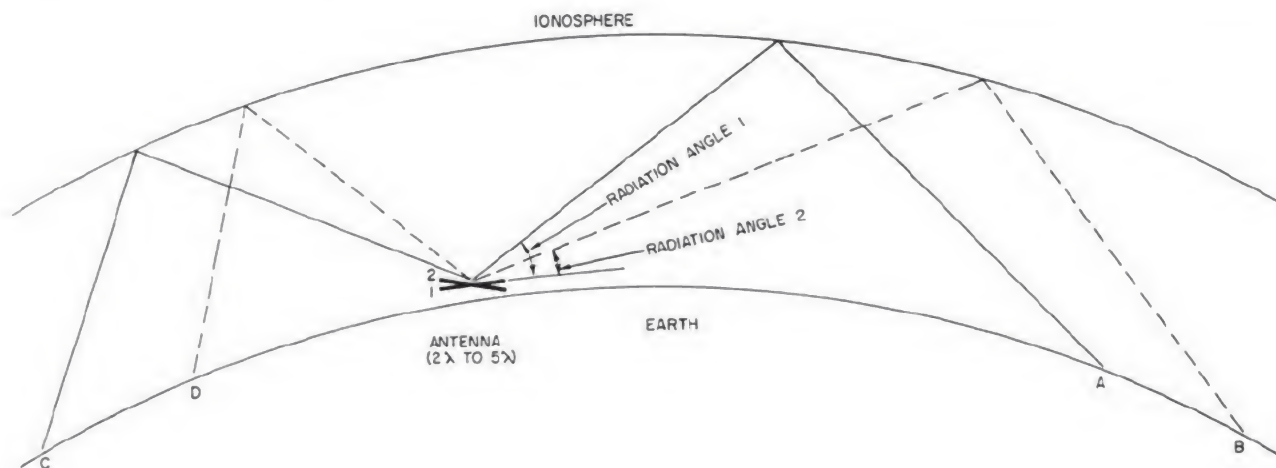 IONOSPHERE
RADIATION ANGLE 1
RADIATION ANGLE 2
2
1
ANTENNA
(2λ TO 5λ)
EARTH
A
B
C
D